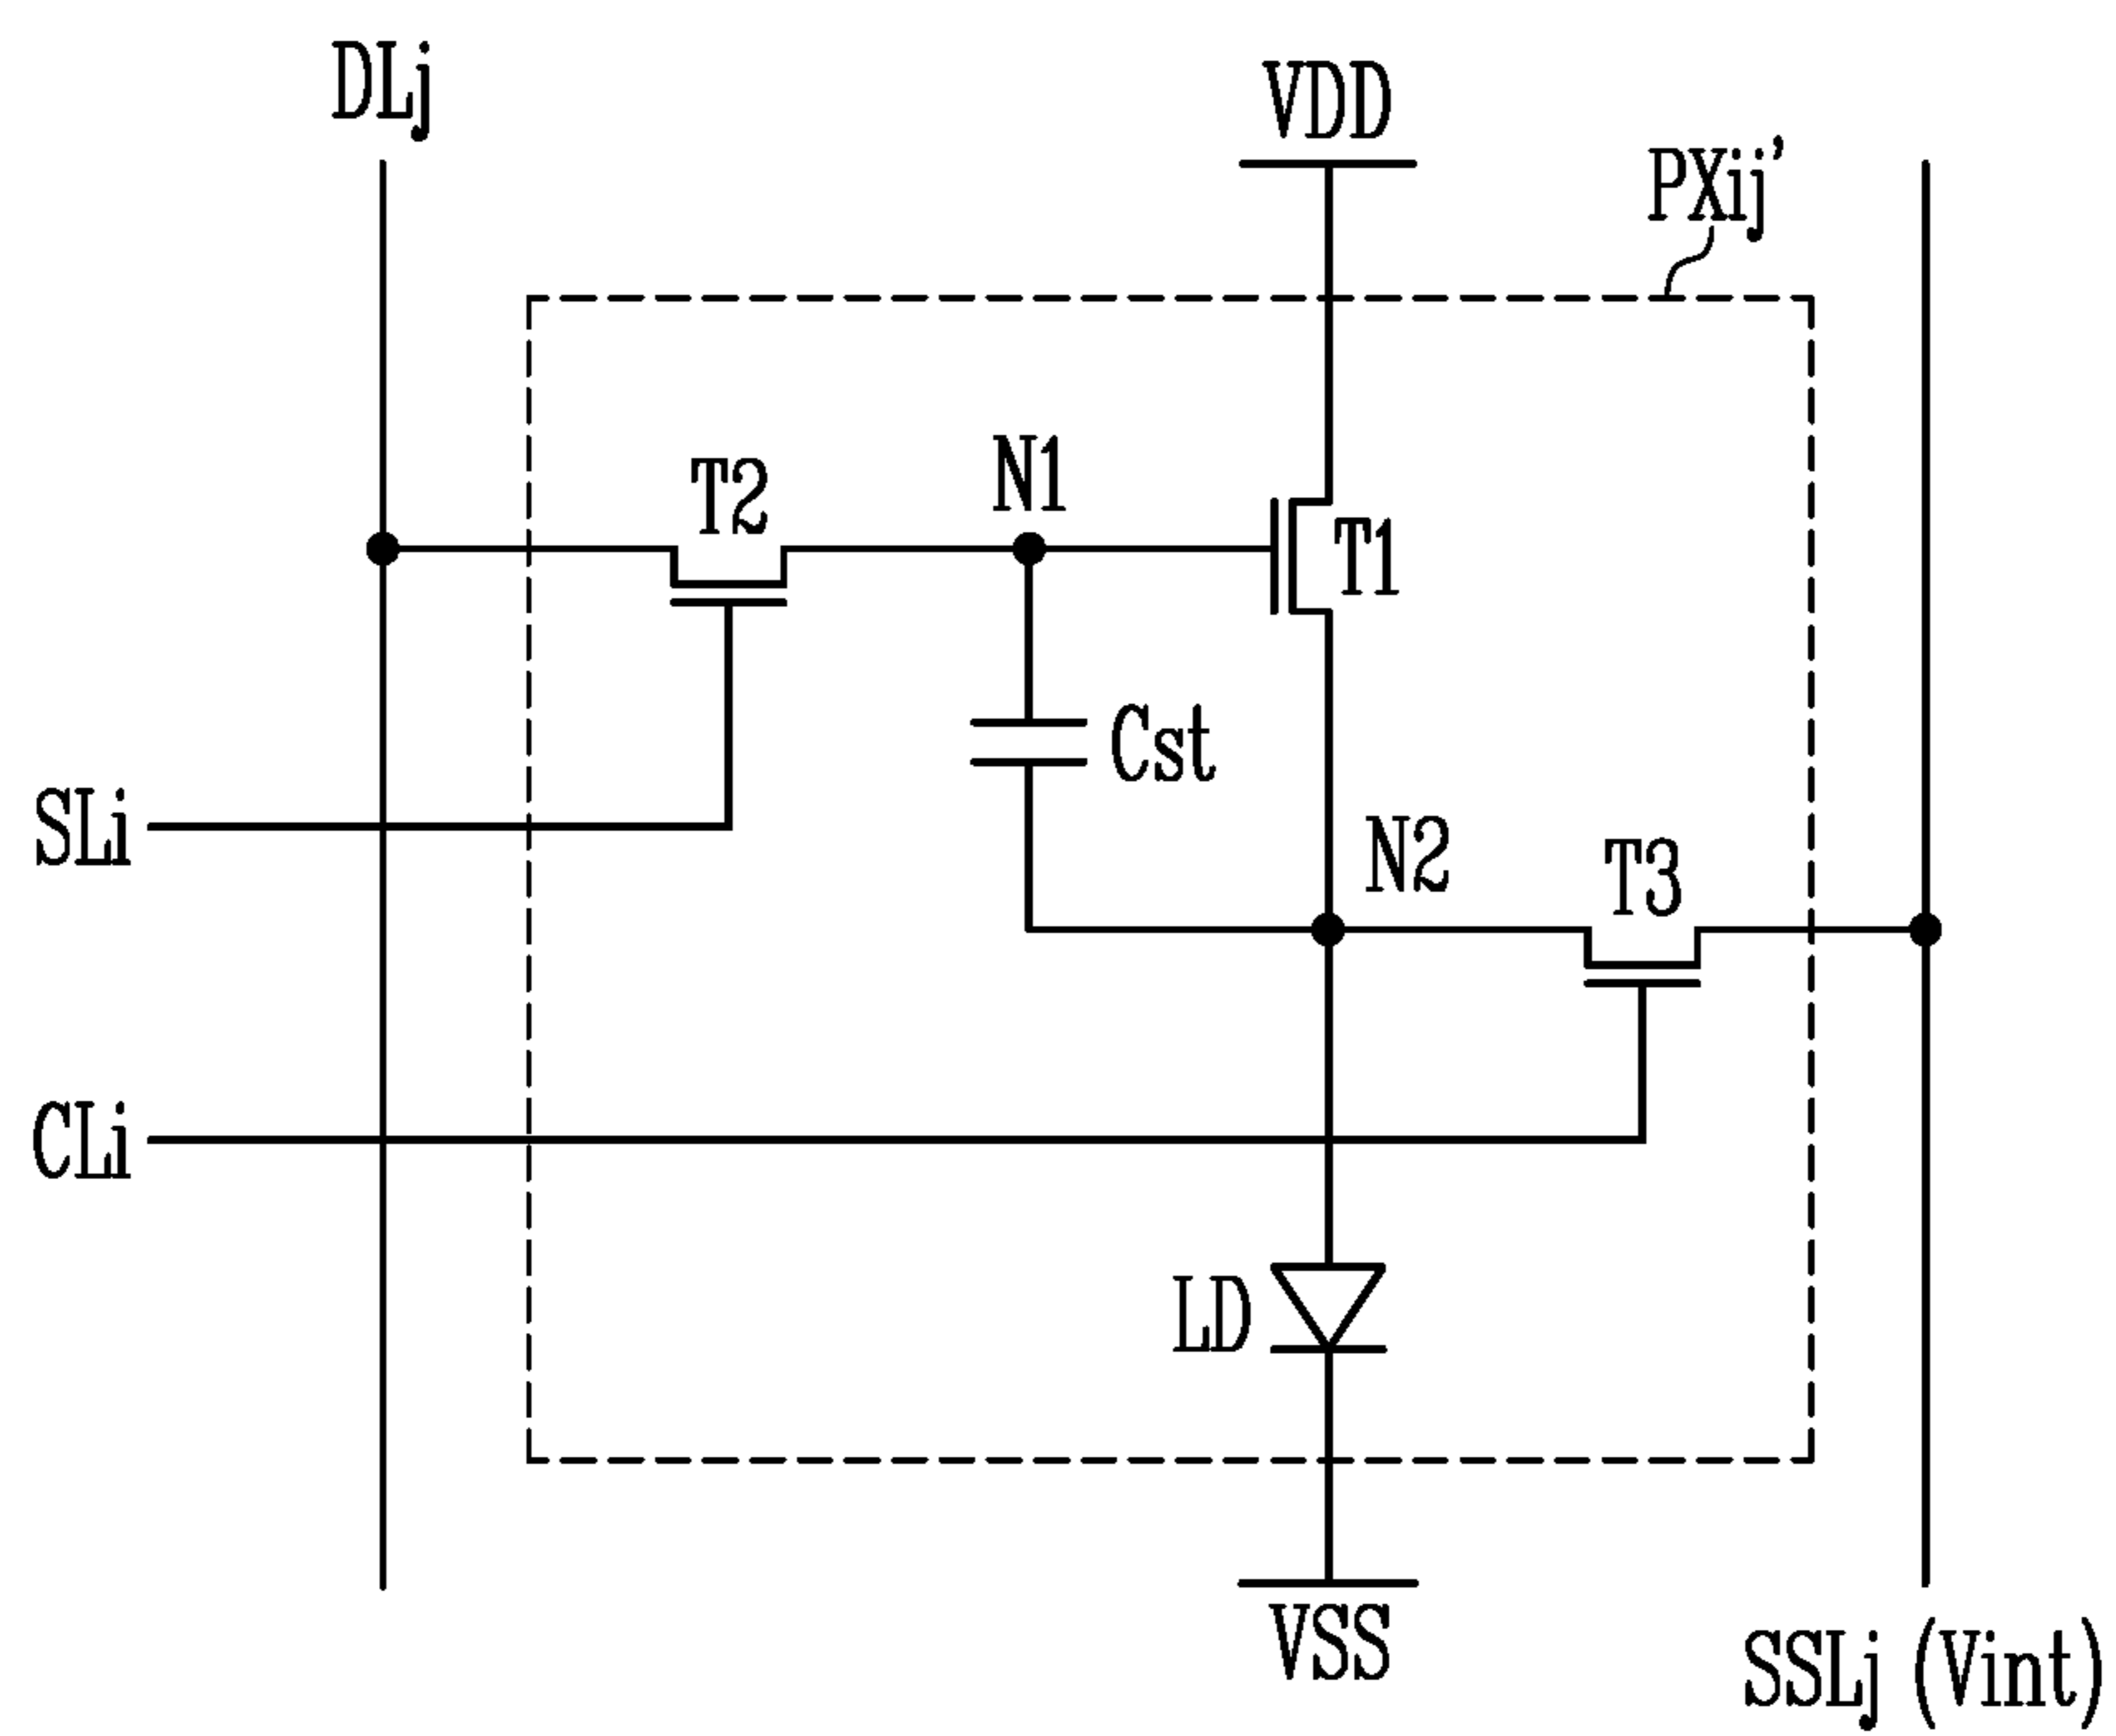 DLj
VDD
PXij'
T2
N1
T1
Cst
SLi
N2
T3
CLi
LD
VSS
SSLj (Vint)